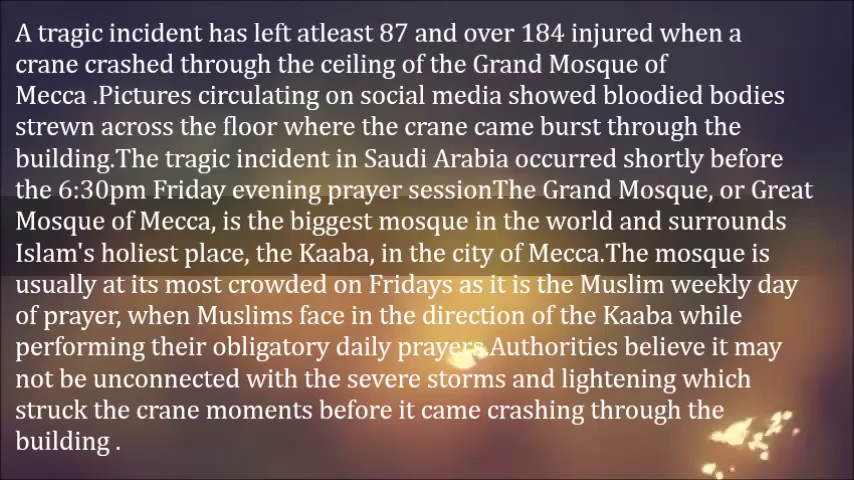 A tragic incident has left atleast 87 and over 184 injured when a
crane crashed through the ceiling of the Grand Mosque of
Mecca .Pictures circulating on social media showed bloodied bodies
strewn across the floor where the crane came burst through the
building.The tragic incident in Saudi Arabia occurred shortly before
the 6:30pm Friday evening prayer sessionThe Grand Mosque, or Great
Mosque of Mecca, is the biggest mosque in the world and surrounds
Islam's holiest place, the Kaaba, in the city of Mecca.The mosque is
usually at its most crowded on Fridays as it is the Muslim weekly day
of prayer, when Muslims face in the direction of the Kaaba while
performing their obligatory daily prayers.Authorities believe it may
not be unconnected with the severe storms and lightening which
struck the crane moments before it came crashing through the
building .